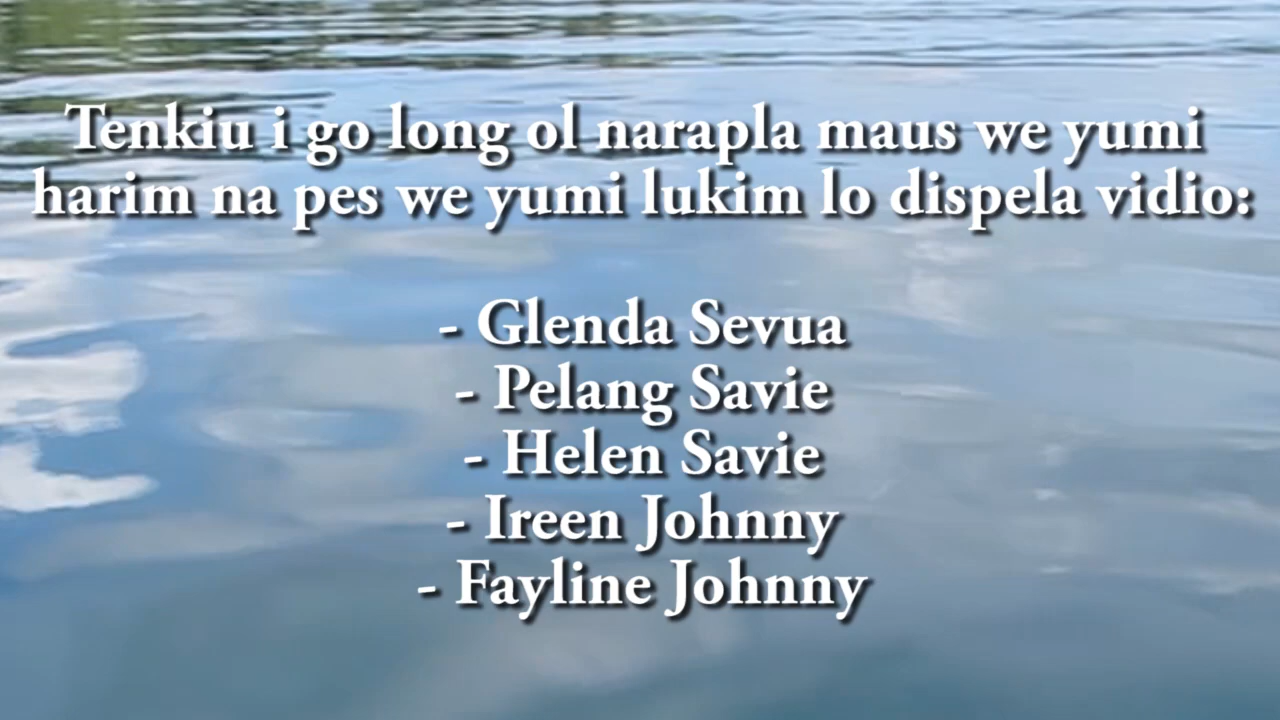 Tenkiu i go long ol narapla maus we yumi
harim na pes we yumi lukim lo dispela vidio:
- Glenda Sevua
- Pelang Savie
- Helen Savie
- Ireen Johnny
- Fayline Johnny